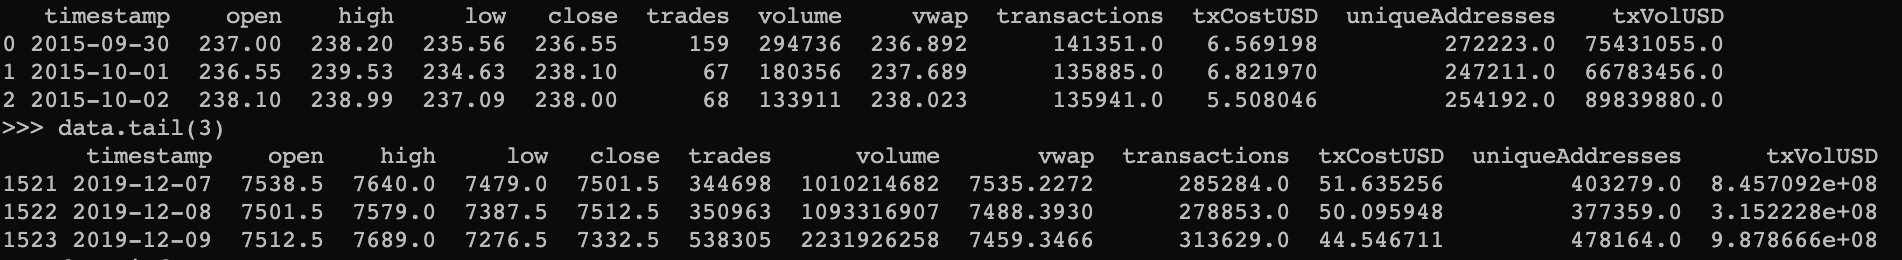 timestamp open high low close trades volume vwap transactions txCostUSD uniqueAddresses txVolUSD
0 2015-09-30 237.00 238.20 235.56 236.55 159 294736 236.892 141351.0 6.569198 272223.0 75431055.0
1 2015-10-01 236.55 239.53 234.63 238.10 67 180356 237.689 135885.0 6.821970 247211.0 66783456.0
2 2015-10-02 238.10 238.99 237.09 238.00 68 133911 238.023 135941.0 5.508046 254192.0 89839880.0
>>> data.tail(3)
timestamp open high low close trades volume vwap transactions txCostUSD uniqueAddresses txVolUSD
1521 2019-12-07 7538.5 7640.0 7479.0 7501.5 344698 1010214682 7535.2272 285284.0 51.635256 403279.0 8.457092e+08
1522 2019-12-08 7501.5 7579.0 7387.5 7512.5 350963 1093316907 7488.3930 278853.0 50.095948 377359.0 3.152228e+08
1523 2019-12-09 7512.5 7689.0 7276.5 7332.5 538305 2231926258 7459.3466 313629.0 44.546711 478164.0 9.878666e+08